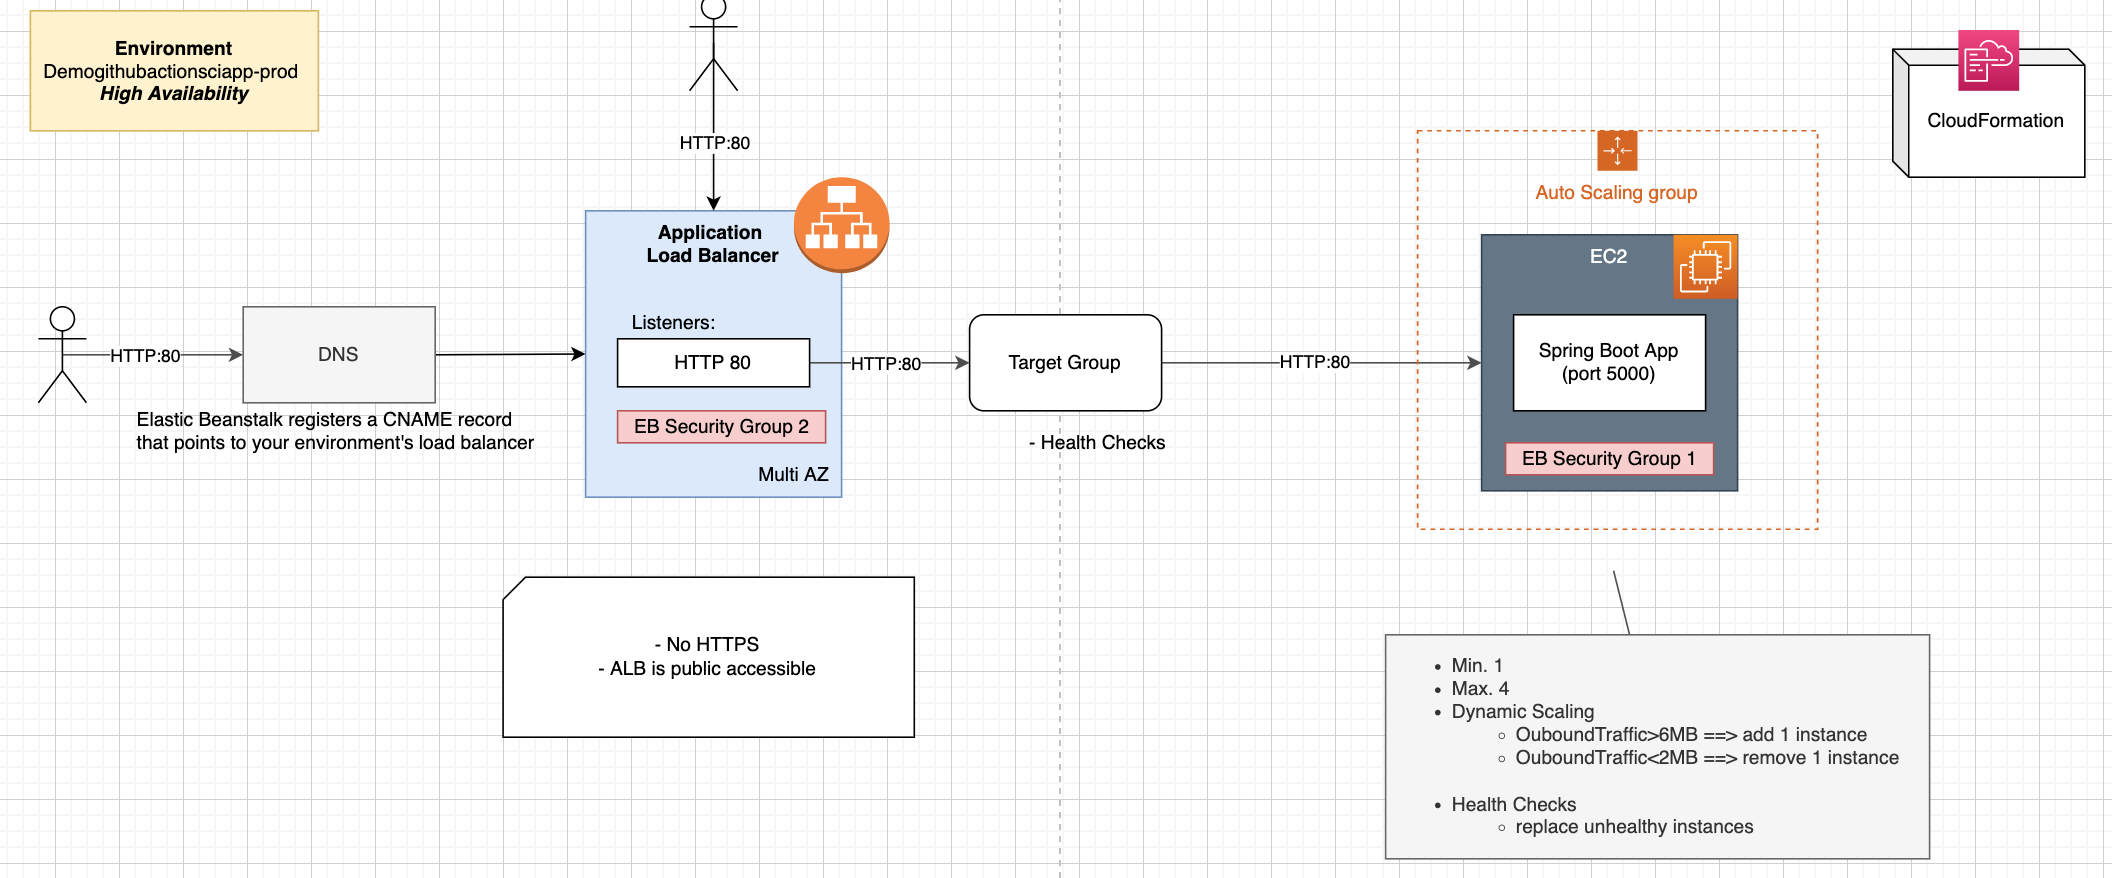 Environment
Demogithubactionsciapp-prod
High Availability
HTTP:80
CloudFormation
Auto Scaling group
Application
Load Balancer
EC2
Listeners:
HTTP:80
DNS
HTTP 80
HTTP:80
Target Group
HTTP:80
Spring Boot App
(port 5000)
Elastic Beanstalk registers a CNAME record
that points to your environment's load balancer
EB Security Group 2
- Health Checks
EB Security Group 1
Multi AZ
- No HTTPS
- ALB is public accessible
• Min. 1
• Max. 4
• Dynamic Scaling
◦ OuboundTraffic>6MB ==> add 1 instance
◦ OuboundTraffic<2MB ==> remove 1 instance
• Health Checks
◦ replace unhealthy instances